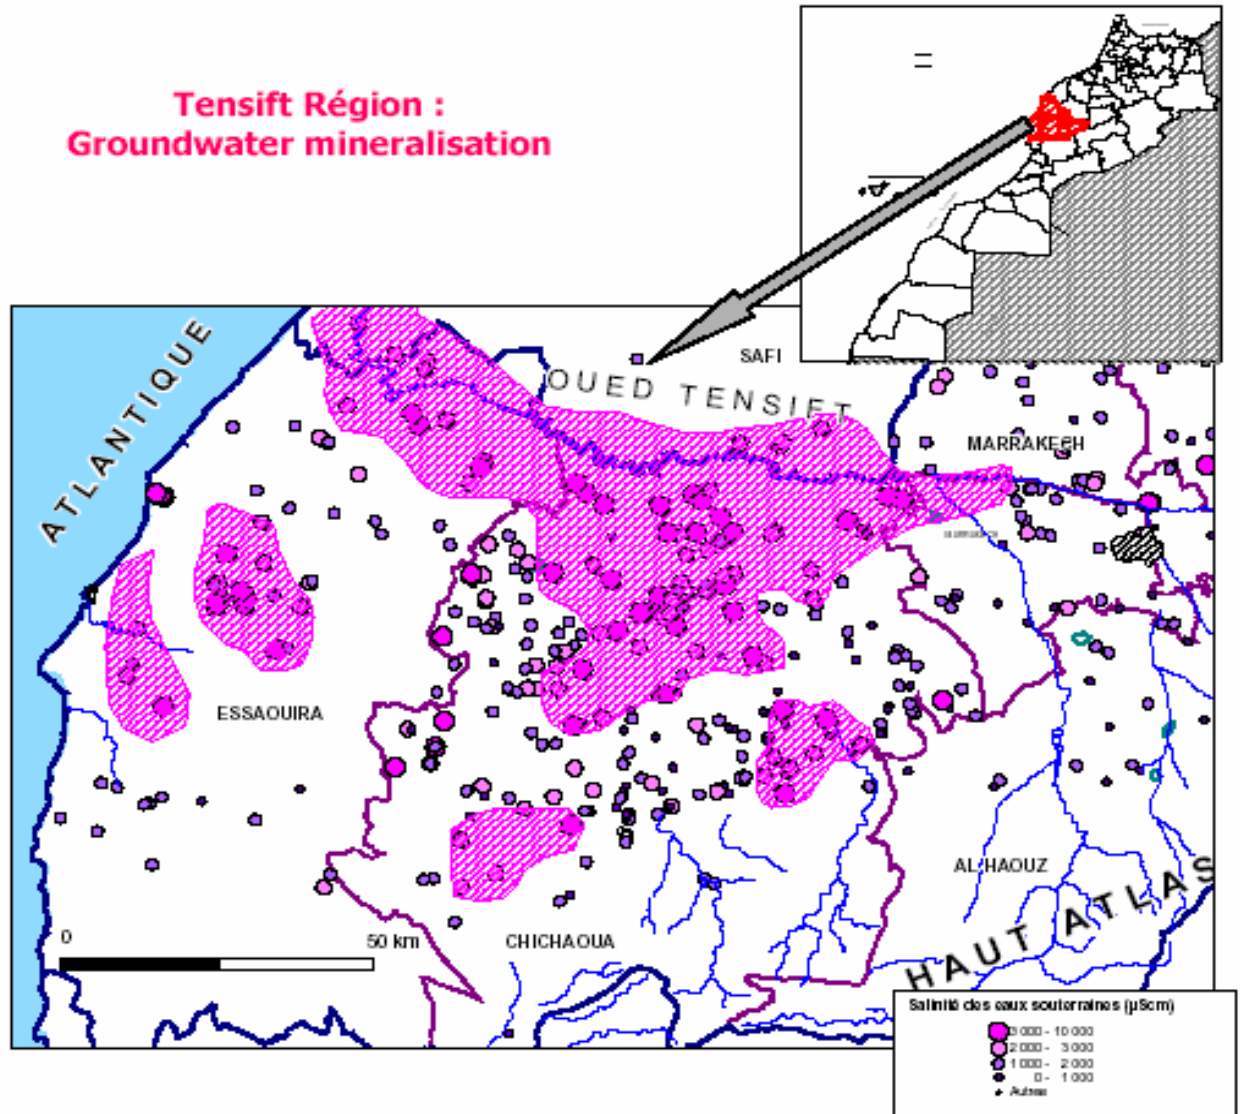 Tensift Région :
Groundwater mineralisation
ATLANTIQUE
SAFI
OUED TENSIFT
MARRAKECH
ESSAOUIRA
AL HAOUZ
HAUT ATLAS
CHICHAOUA
0
50 km
Salinité des eaux souterraines (µScm)
3 000 - 10 000
2 000 - 3 000
1 000 - 2 000
0 - 1 000
Autres